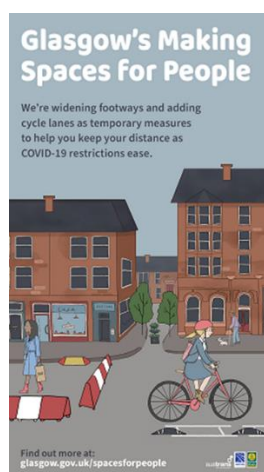 Glasgow's Making
Spaces for People
We're widening footways and adding
cycle lanes as temporary measures
to help you keep your distance as
COVID-19 restrictions ease.
Find out more at:
glasgow.gov.uk/spacesforpeople
sustrans